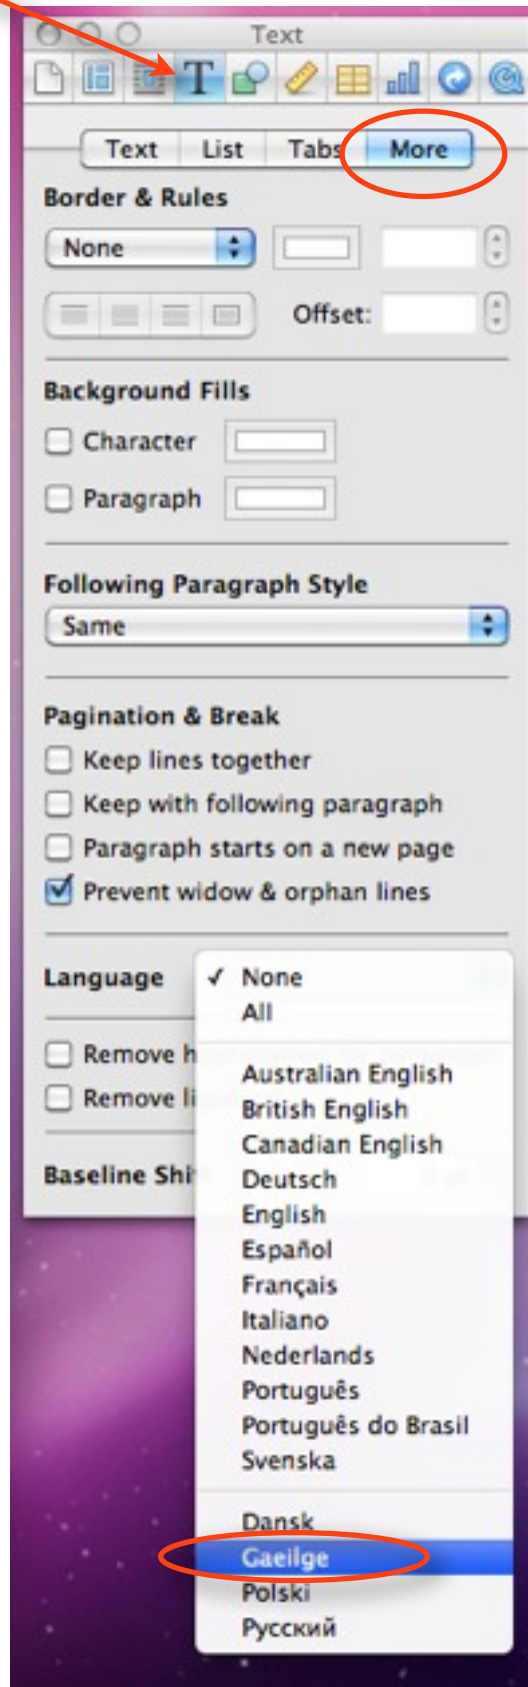 Text
T
Text List Tabs More
Border & Rules
None
Offset:
Background Fills
Character
Paragraph
Following Paragraph Style
Same
Pagination & Break
Keep lines together
Keep with following paragraph
Paragraph starts on a new page
Prevent widow & orphan lines
Language
None
All
Remove
Australian English
Remove
British English
Canadian English
Baseline
Deutsch
English
Español
Français
Italiano
Nederlands
Português
Português do Brasil
Svenska
Dansk
Gaeilge
Polski
Русский